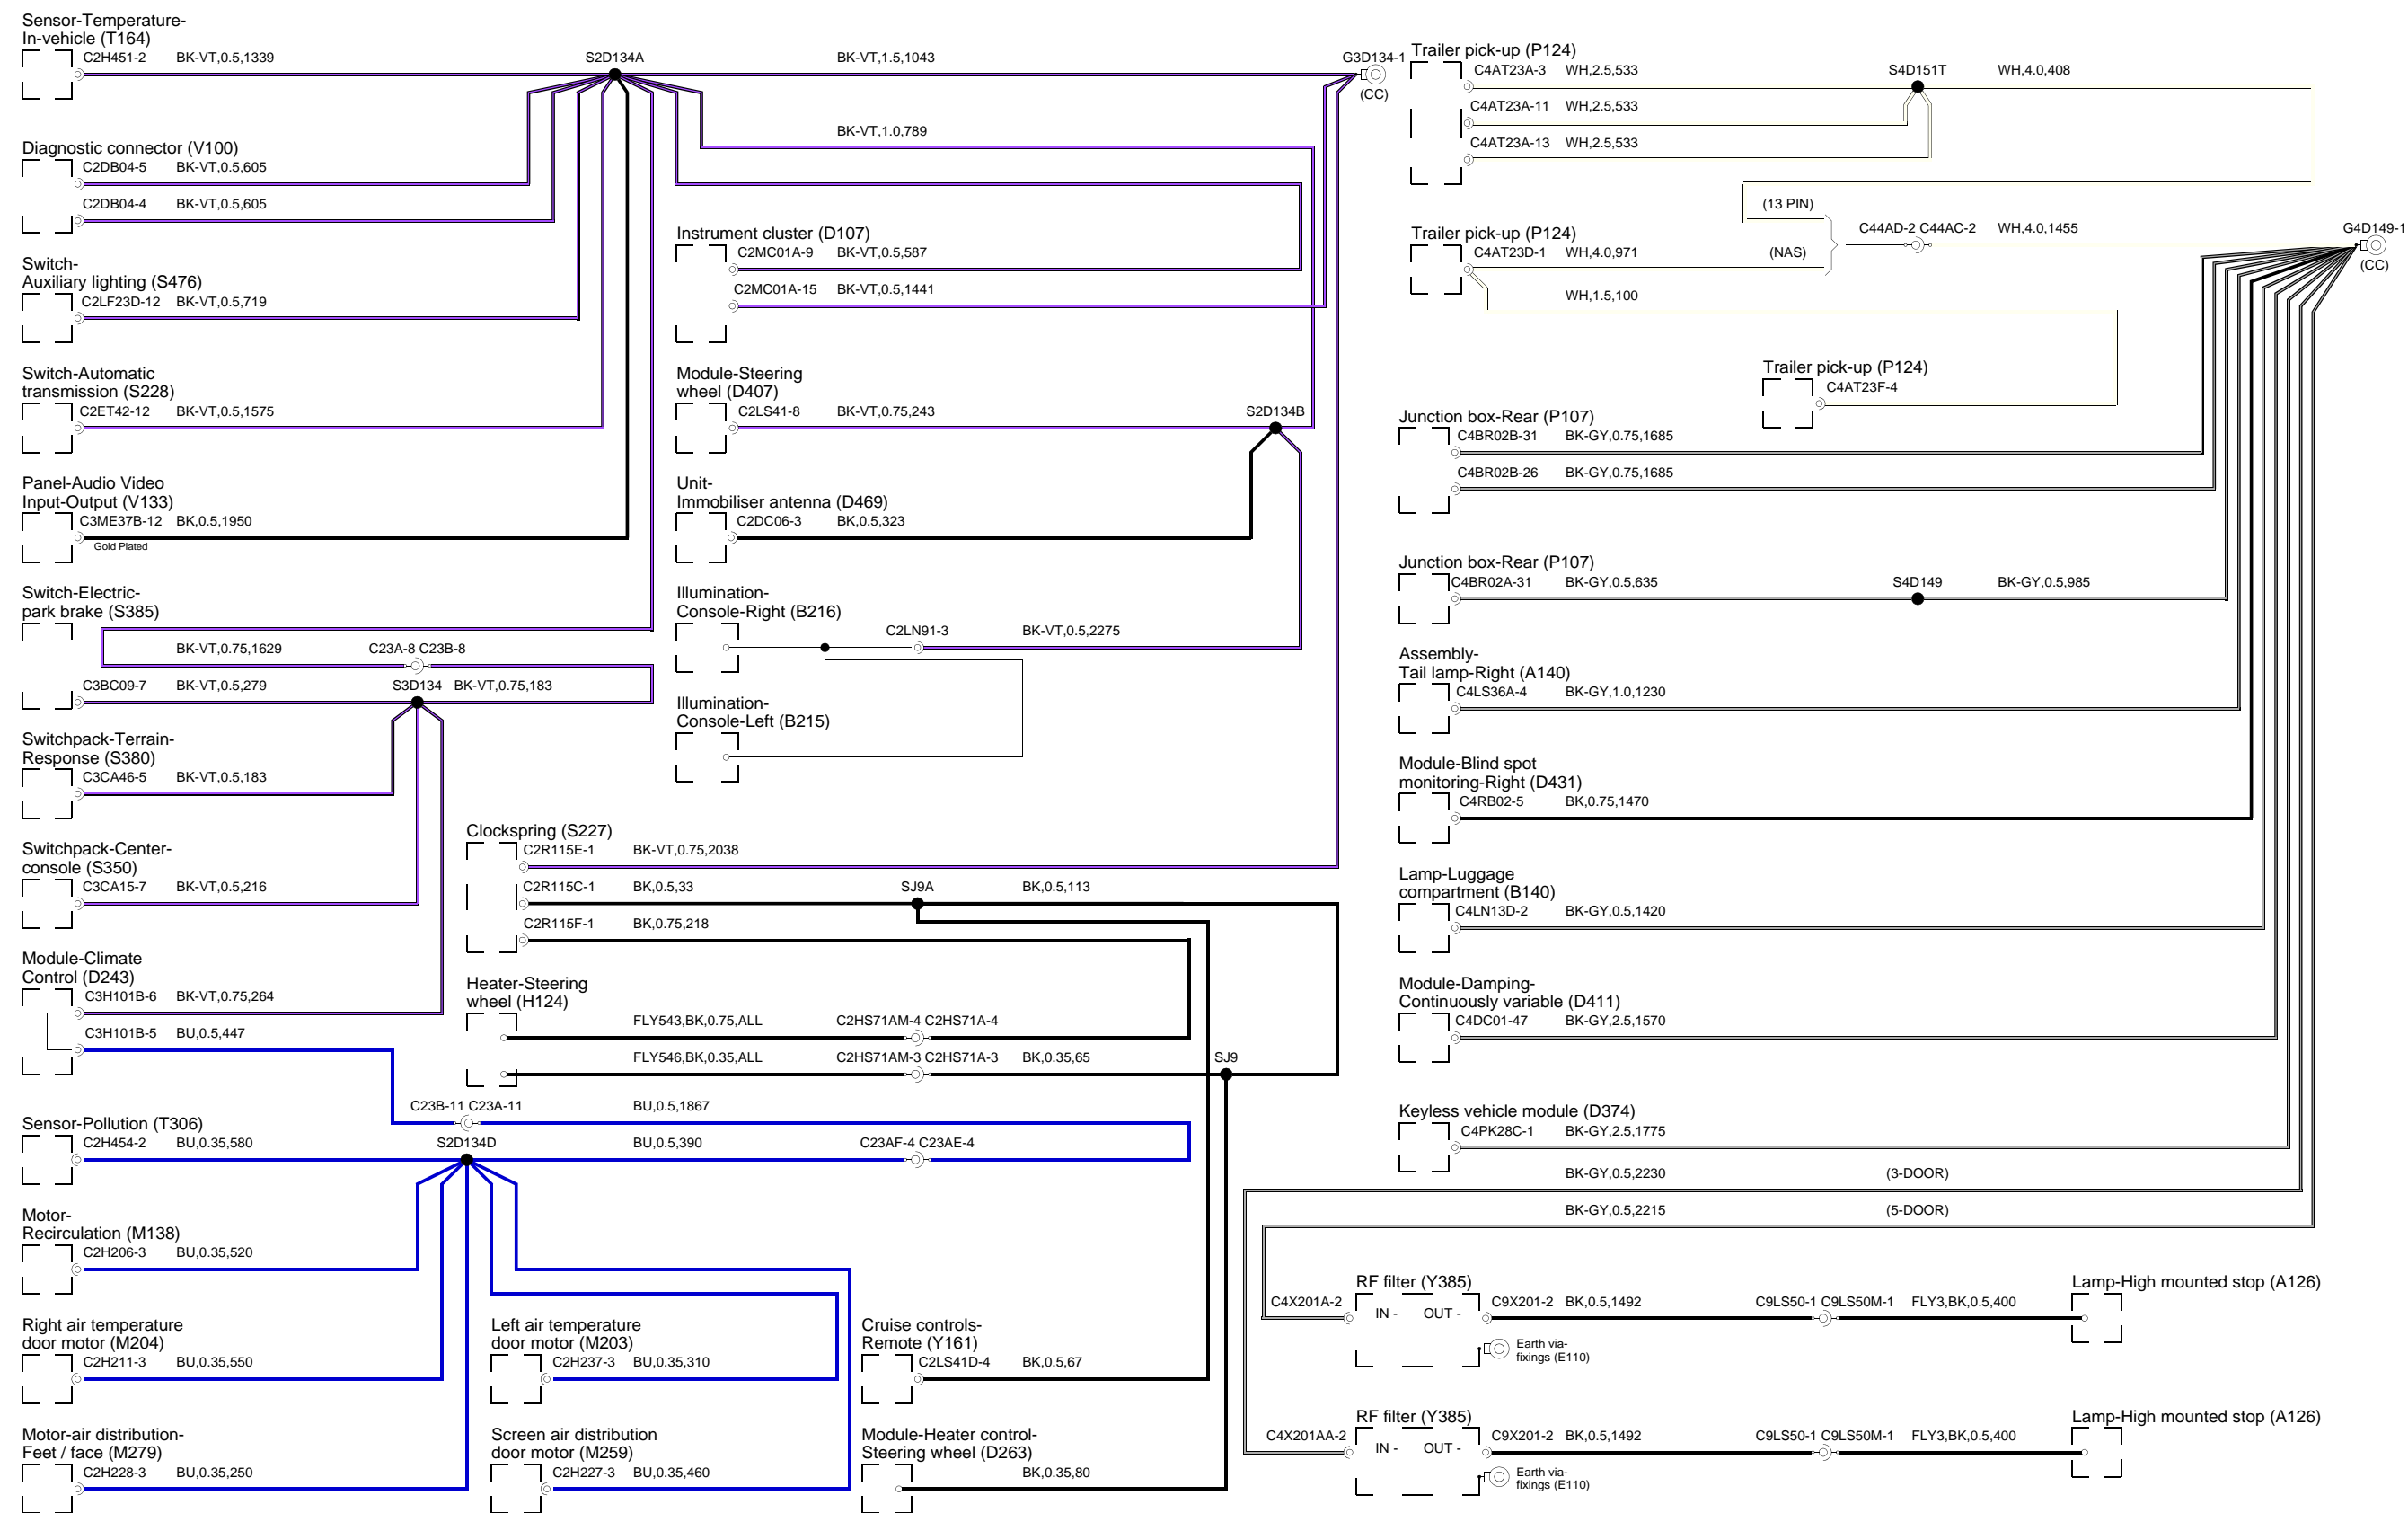 Sensor-Temperature-
In-vehicle (T164)
C2H451-2 BK-VT,0.5,1339
S2D134A
BK-VT,1.5,1043
G3D134-1
(CC)
BK-VT,1.0,789
Diagnostic connector (V100)
C2DB04-5 BK-VT,0.5,605
C2DB04-4 BK-VT,0.5,605
Switch-
Auxiliary lighting (S476)
C2LF23D-12 BK-VT,0.5,719
Switch-Automatic
transmission (S228)
C2ET42-12 BK-VT,0.5,1575
Panel-Audio Video
Input-Output (V133)
C3ME37B-12 BK,0.5,1950
Gold Plated
Switch-Electric-
park brake (S385)
BK-VT,0.75,1629 C23A-8 C23B-8
C3BC09-7 BK-VT,0.5,279 S3D134 BK-VT,0.75,183
Switchpack-Terrain-
Response (S380)
C3CA46-5 BK-VT,0.5,183
Switchpack-Center-
console (S350)
C3CA15-7 BK-VT,0.5,216
Module-Climate
Control (D243)
C3H101B-6 BK-VT,0.75,264
C3H101B-5 BU,0.5,447
C23B-11 C23A-11 BU,0.5,1867
Sensor-Pollution (T306)
C2H454-2 BU,0.35,580 S2D134D BU,0.5,390 C23AF-4 C23AE-4
Motor-
Recirculation (M138)
C2H206-3 BU,0.35,520
Right air temperature
door motor (M204)
C2H211-3 BU,0.35,550
Motor-air distribution-
Feet / face (M279)
C2H228-3 BU,0.35,250
Left air temperature
door motor (M203)
C2H237-3 BU,0.35,310
Screen air distribution
door motor (M259)
C2H227-3 BU,0.35,460
Cruise controls-
Remote (Y161)
C2LS41D-4 BK,0.5,67
Module-Heater control-
Steering wheel (D263)
BK,0.35,80
Instrument cluster (D107)
C2MC01A-9 BK-VT,0.5,587
C2MC01A-15 BK-VT,0.5,1441
Module-Steering
wheel (D407)
C2LS41-8 BK-VT,0.75,243 S2D134B
Unit-
Immobiliser antenna (D469)
C2DC06-3 BK,0.5,323
Illumination-
Console-Right (B216)
C2LN91-3 BK-VT,0.5,2275
Illumination-
Console-Left (B215)
Clockspring (S227)
C2R115E-1 BK-VT,0.75,2038
C2R115C-1 BK,0.5,33 SJ9A BK,0.5,113
C2R115F-1 BK,0.75,218
Heater-Steering
wheel (H124)
FLY543,BK,0.75,ALL C2HS71AM-4 C2HS71A-4
FLY546,BK,0.35,ALL C2HS71AM-3 C2HS71A-3 BK,0.35,65 SJ9
Trailer pick-up (P124)
C4AT23A-3 WH,2.5,533 S4D151T WH,4.0,408
C4AT23A-11 WH,2.5,533
C4AT23A-13 WH,2.5,533
(13 PIN)
Trailer pick-up (P124)
C4AT23D-1 WH,4.0,971 (NAS)
C44AD-2 C44AC-2 WH,4.0,1455
G4D149-1
(CC)
WH,1.5,100
Trailer pick-up (P124)
C4AT23F-4
Junction box-Rear (P107)
C4BR02B-31 BK-GY,0.75,1685
C4BR02B-26 BK-GY,0.75,1685
Junction box-Rear (P107)
C4BR02A-31 BK-GY,0.5,635 S4D149 BK-GY,0.5,985
Assembly-
Tail lamp-Right (A140)
C4LS36A-4 BK-GY,1.0,1230
Module-Blind spot
monitoring-Right (D431)
C4RB02-5 BK,0.75,1470
Lamp-Luggage
compartment (B140)
C4LN13D-2 BK-GY,0.5,1420
Module-Damping-
Continuously variable (D411)
C4DC01-47 BK-GY,2.5,1570
Keyless vehicle module (D374)
C4PK28C-1 BK-GY,2.5,1775
BK-GY,0.5,2230 (3-DOOR)
BK-GY,0.5,2215 (5-DOOR)
RF filter (Y385)
C4X201A-2 IN - OUT - C9X201-2 BK,0.5,1492 C9LS50-1 C9LS50M-1 FLY3,BK,0.5,400
Lamp-High mounted stop (A126)
Earth via-
fixings (E110)
RF filter (Y385)
C4X201AA-2 IN - OUT - C9X201-2 BK,0.5,1492 C9LS50-1 C9LS50M-1 FLY3,BK,0.5,400
Lamp-High mounted stop (A126)
Earth via-
fixings (E110)